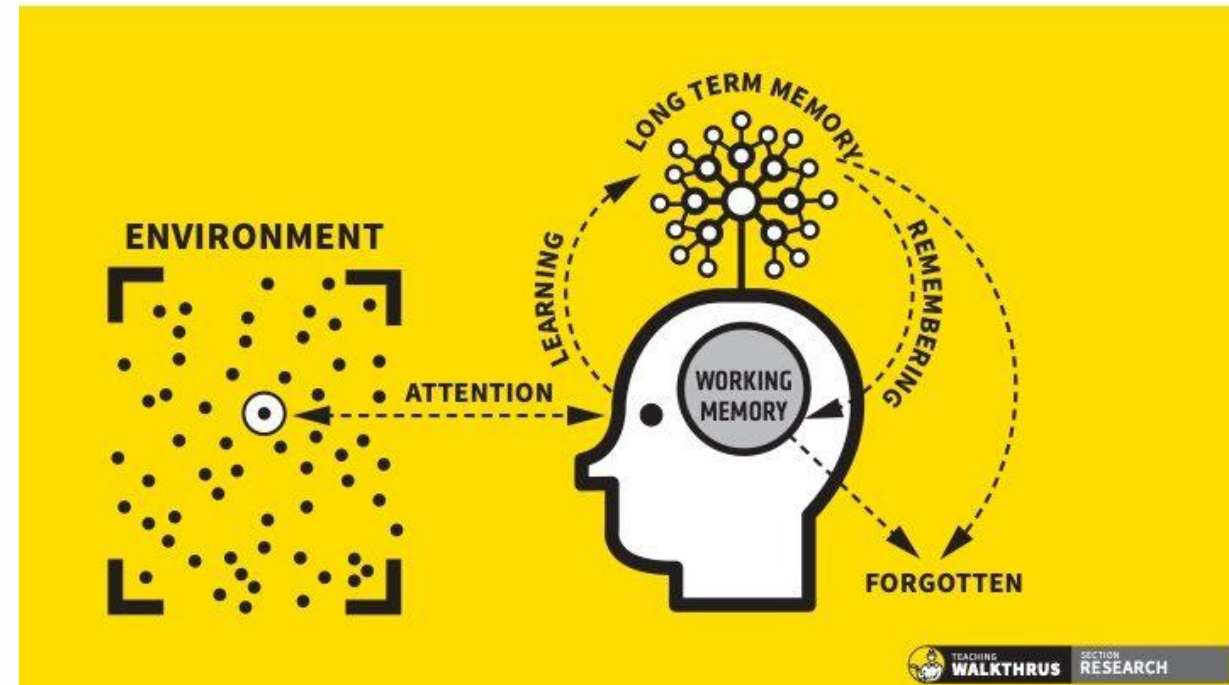 LONG TERM MEMORY
ENVIRONMENT
LEARNING
REMEMBERING
ATTENTION
WORKING
MEMORY
FORGOTTEN
TEACHING
WALKTHRUS
SECTION
RESEARCH